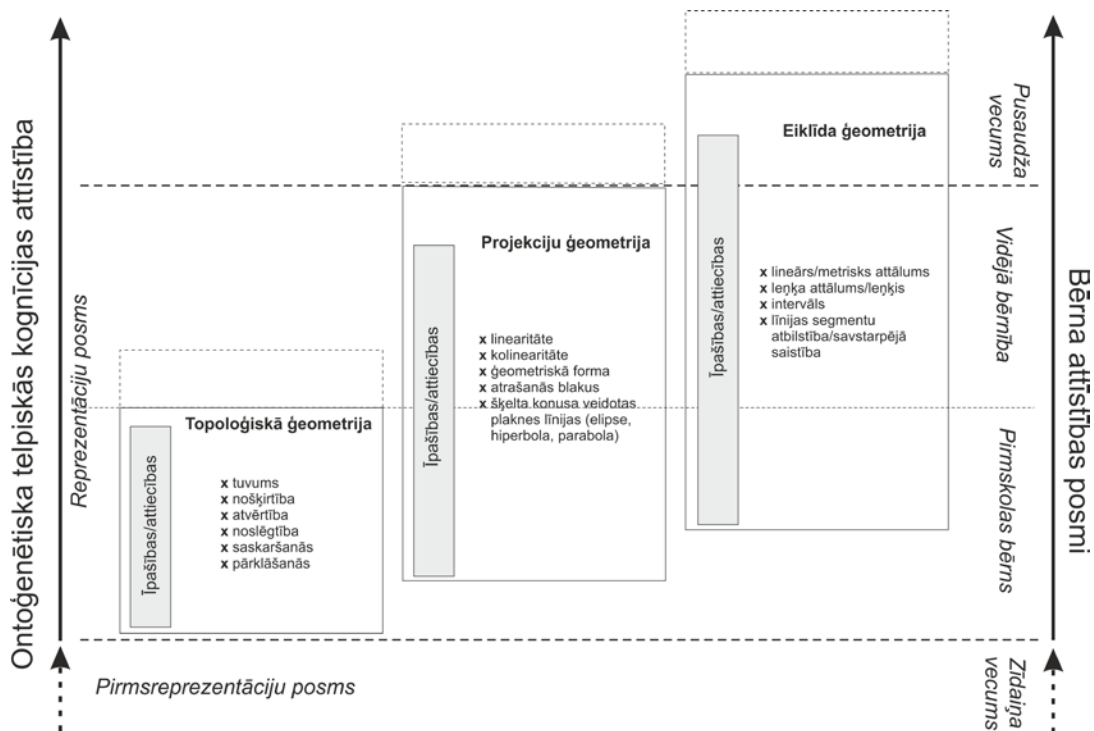 Ontoģenētiska telpiskās kognīcijas attīstība
Reprezentāciju posms
Pirmsreprezentāciju posms
Topoloģiskā ģeometrija
Īpašības/attiecības
x tuvums
x nošķirtība
x atvērtība
x noslēgtība
x saskaršanās
x pārklāšanās
Projekciju ģeometrija
Īpašības/attiecības
x linearitāte
x kolinearitāte
x ģeometriskā forma
x atrašanās blakus
x šķelta konusa veidotas
plaknes līnijas (elipse,
hiperbola, parabola)
Eiklīda ģeometrija
Īpašības/attiecības
x lineārs/metrisks attālums
x leņķa attālums/leņķis
x intervāls
x līnijas segmentu
atbilstība/savstarpējā
saistība
Pusaudža
vecums
Vidējā bērnība
Pirmskolas bērns
Zīdaiņa
vecums
Bērna attīstības posmi